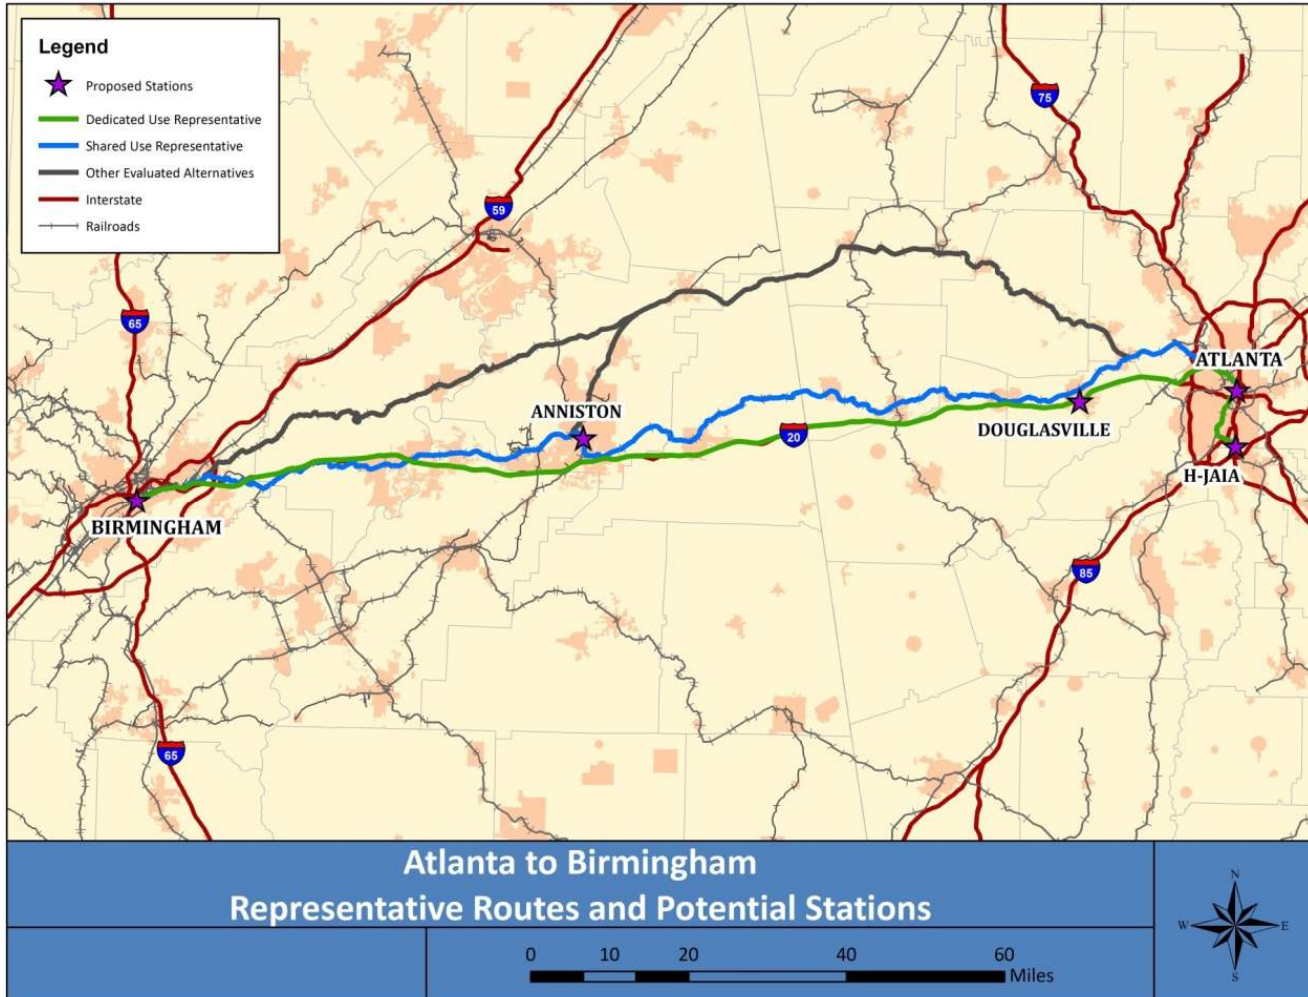 Legend
Proposed Stations
Dedicated Use Representative
Shared Use Representative
Other Evaluated Alternatives
Interstate
Railroads
75
59
65
ATLANTA
ANNISTON
20
DOUGLASVILLE
H-JAIA
BIRMINGHAM
85
65
Atlanta to Birmingham
Representative Routes and Potential Stations
N
W E
S
0 10 20 40 60
Miles